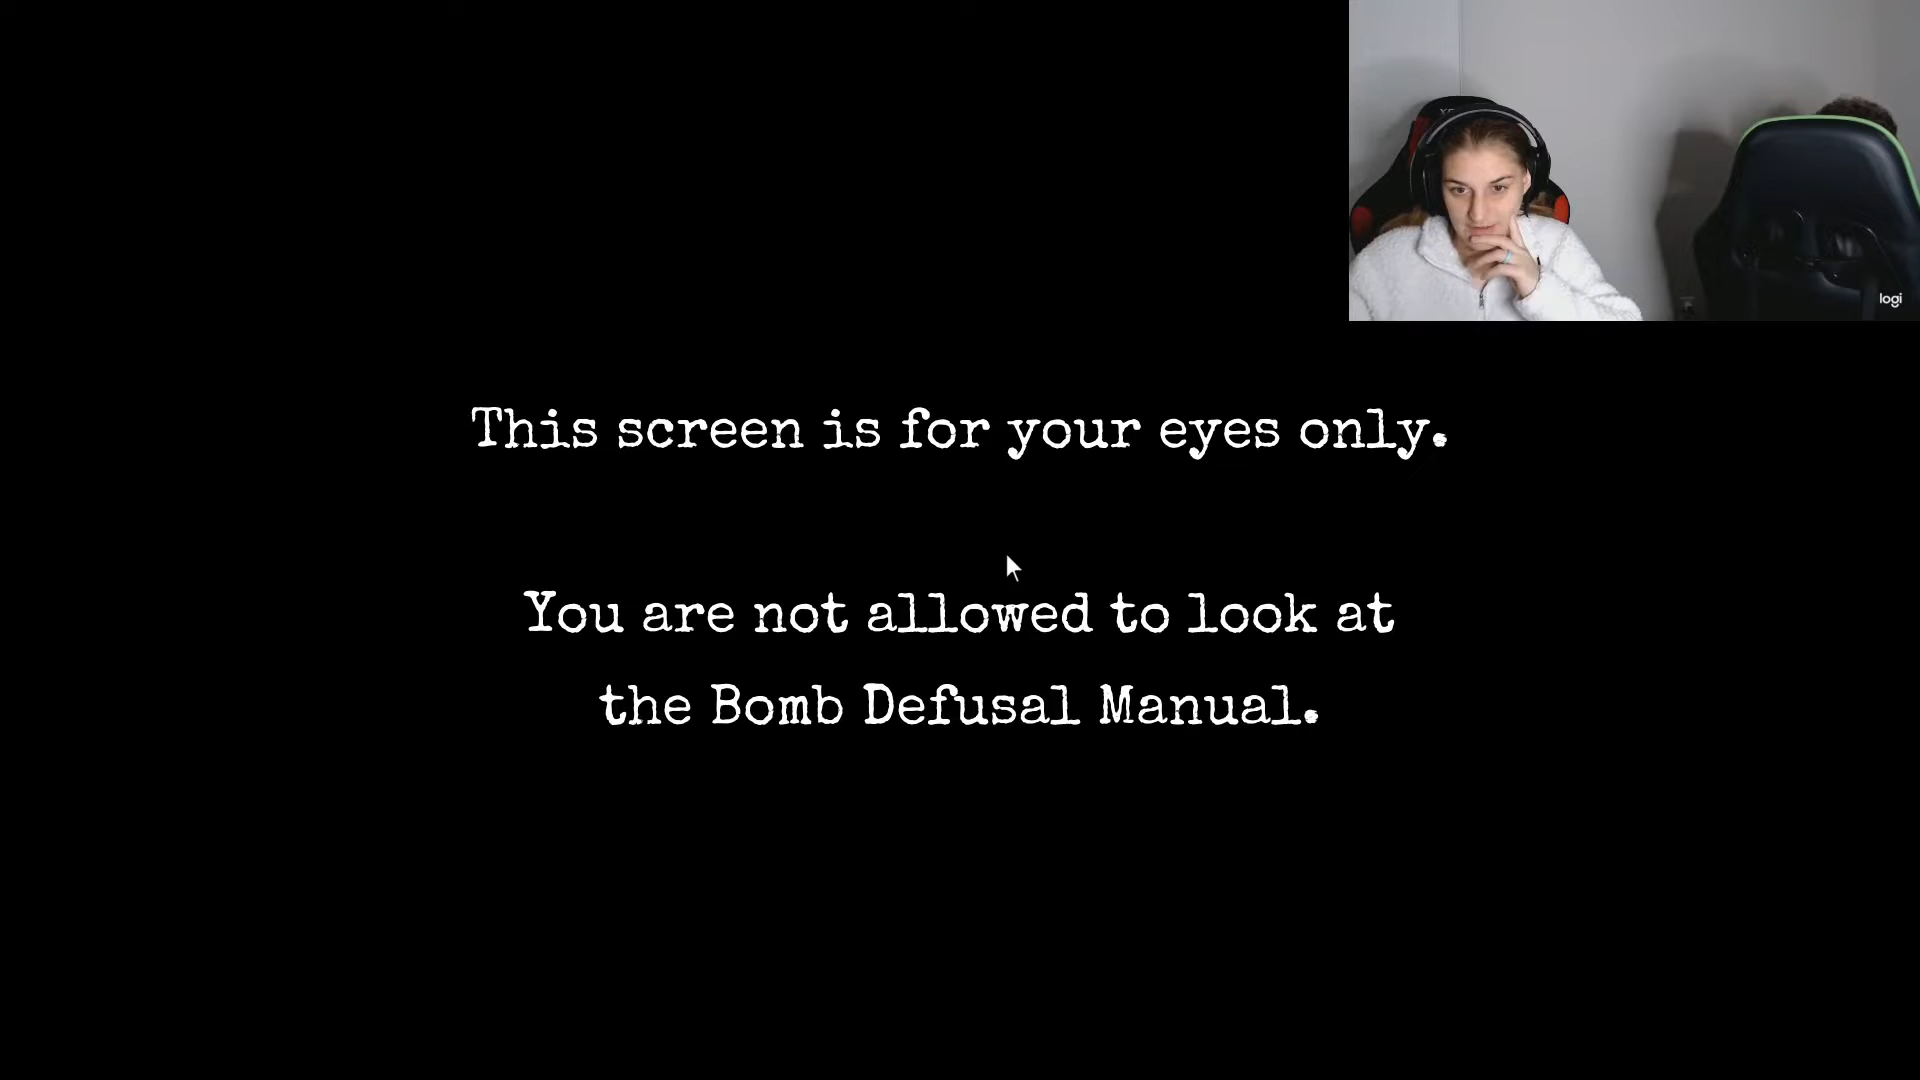 This screen is for your eyes only.
You are not allowed to look at
the Bomb Defusal Manual.
logi